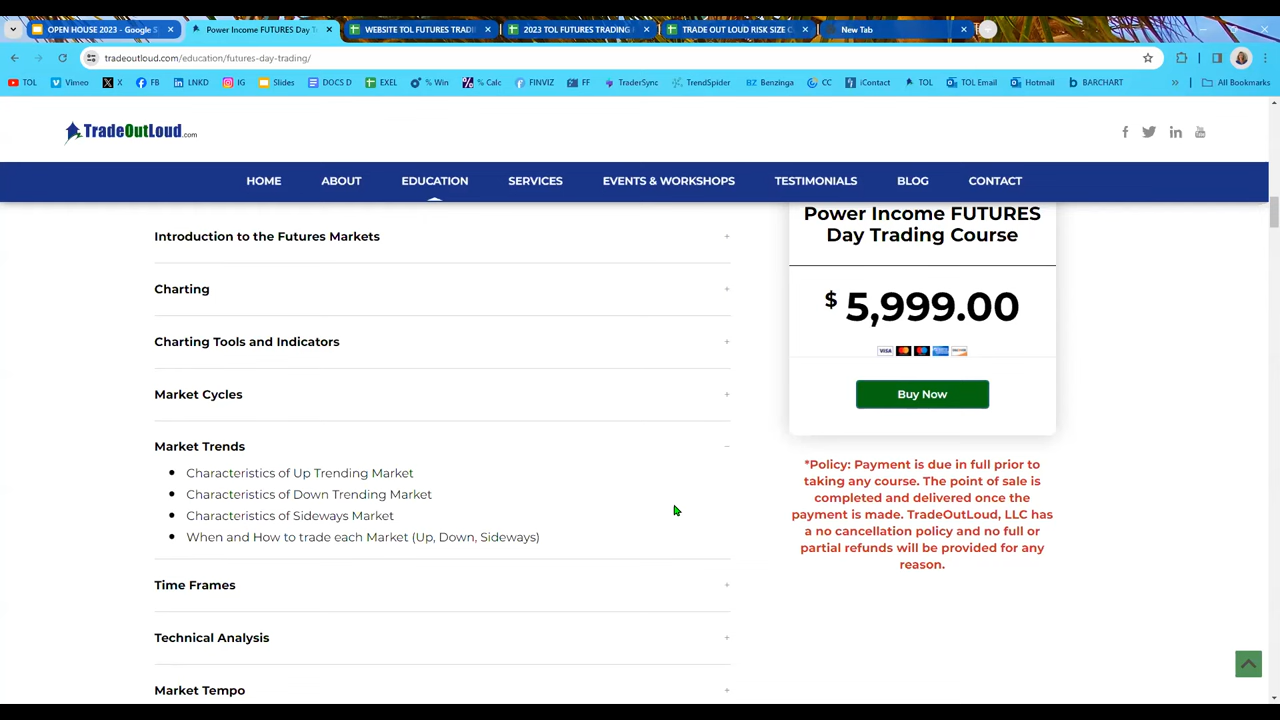 OPEN HOUSE 2023 - Google S
Power Income FUTURES Day T
WEBSITE TOL FUTURES TRADI
2023 TOL FUTURES TRADING
TRADE OUT LOUD RISK SIZE C
New Tab
tradeoutloud.com/education/futures-day-trading/
TOL Vimeo X FB LNKD IG Slides DOCS D EXEL % Win % Calc FINVIZ FF TraderSync TrendSpider BZ Benzinga CC iContact TOL TOL Email Hotmail BARCHART » All Bookmarks
TradeOutLoud.com
HOME ABOUT EDUCATION SERVICES EVENTS & WORKSHOPS TESTIMONIALS BLOG CONTACT
Introduction to the Futures Markets +
Charting +
Charting Tools and Indicators +
Market Cycles +
Market Trends −
• Characteristics of Up Trending Market
• Characteristics of Down Trending Market
• Characteristics of Sideways Market
• When and How to trade each Market (Up, Down, Sideways)
Time Frames +
Technical Analysis +
Market Tempo +
Power Income FUTURES
Day Trading Course
$ 5,999.00
VISA
Buy Now
*Policy: Payment is due in full prior to
taking any course. The point of sale is
completed and delivered once the
payment is made. TradeOutLoud, LLC has
a no cancellation policy and no full or
partial refunds will be provided for any
reason.